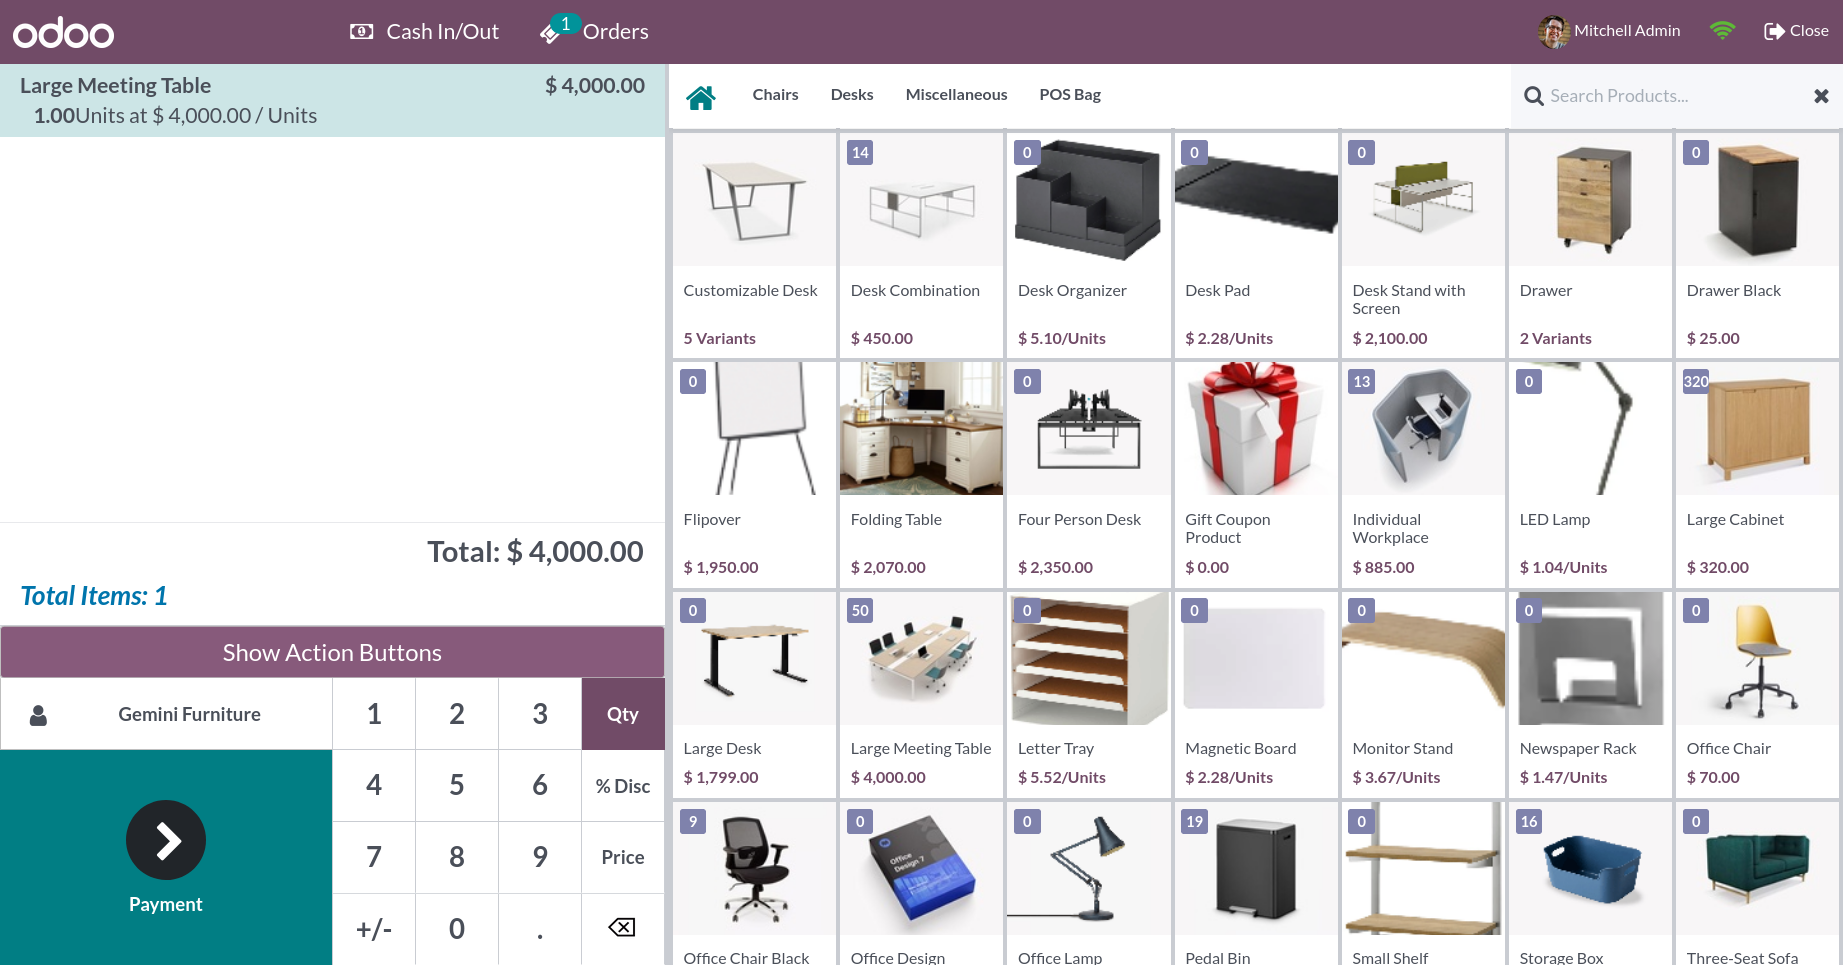 odoo
Cash In/Out
1
Orders
Mitchell Admin
Close
Large Meeting Table
$ 4,000.00
1.00Units at $ 4,000.00 / Units
Total: $ 4,000.00
Total Items: 1
Show Action Buttons
Gemini Furniture
1
2
3
Qty
4
5
6
% Disc
7
8
9
Price
+/-
0
.
Payment
Chairs
Desks
Miscellaneous
POS Bag
Search Products...
Customizable Desk
5 Variants
14
Desk Combination
$ 450.00
0
Desk Organizer
$ 5.10/Units
0
Desk Pad
$ 2.28/Units
0
Desk Stand with
Screen
$ 2,100.00
Drawer
2 Variants
0
Drawer Black
$ 25.00
0
Flipover
$ 1,950.00
Folding Table
$ 2,070.00
0
Four Person Desk
$ 2,350.00
Gift Coupon
Product
$ 0.00
13
Individual
Workplace
$ 885.00
0
LED Lamp
$ 1.04/Units
320
Large Cabinet
$ 320.00
0
Large Desk
$ 1,799.00
50
Large Meeting Table
$ 4,000.00
0
Letter Tray
$ 5.52/Units
0
Magnetic Board
$ 2.28/Units
0
Monitor Stand
$ 3.67/Units
0
Newspaper Rack
$ 1.47/Units
0
Office Chair
$ 70.00
9
Office Chair Black
0
Office
Design 7
Office Design
0
Office Lamp
19
Pedal Bin
0
Small Shelf
16
Storage Box
0
Three-Seat Sofa